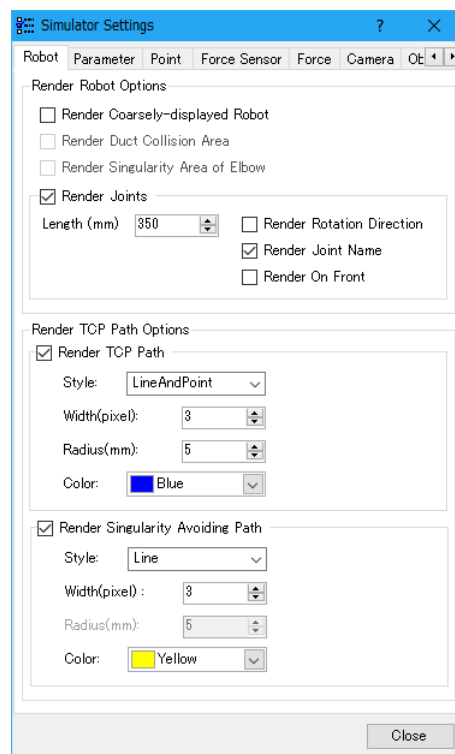 Simulator Settings ?
Robot Parameter Point Force Sensor Force Camera Ob
Render Robot Options
Render Coarsely-displayed Robot
Render Duct Collision Area
Render Singularity Area of Elbow
Render Joints
Length (mm) 350 Render Rotation Direction
Render Joint Name
Render On Front
Render TCP Path Options
Render TCP Path
Style: LineAndPoint
Width(pixel): 3
Radius(mm): 5
Color: Blue
Render Singularity Avoiding Path
Style: Line
Width(pixel) : 3
Radius(mm): 5
Color: Yellow
Close